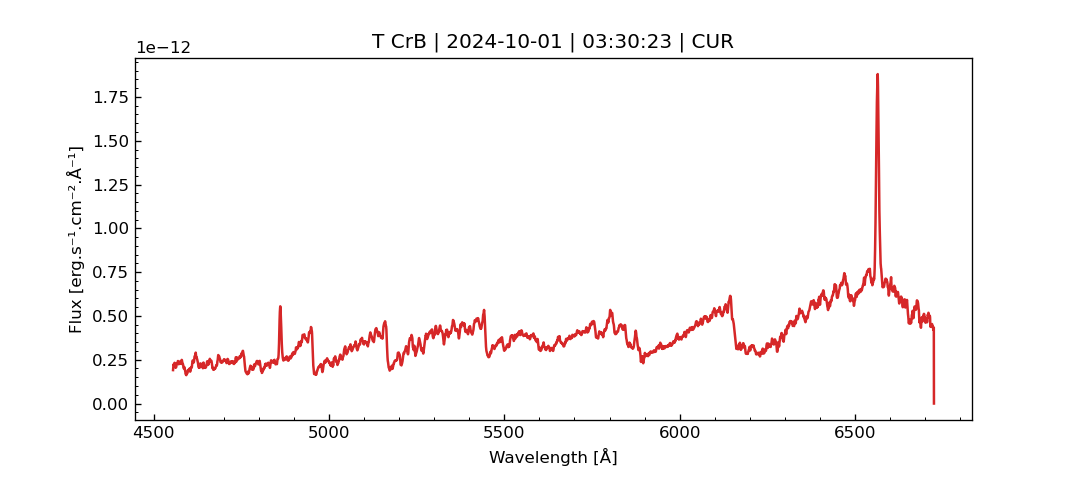 T CrB | 2024-10-01 | 03:30:23 | CUR
1e−12
1.75
1.50
1.25
1.00
0.75
0.50
0.25
0.00
Flux [erg.s⁻¹.cm⁻².Å⁻¹]
4500 5000 5500 6000 6500
Wavelength [Å]